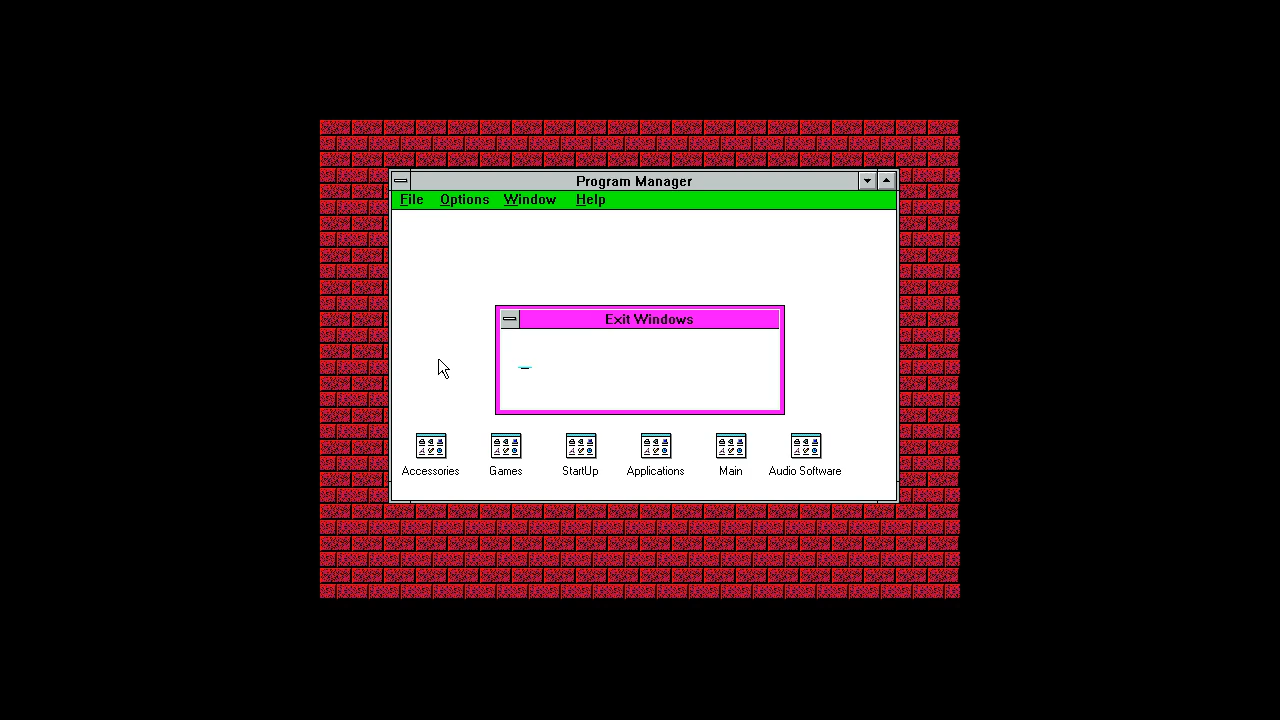 Program Manager
File Options Window Help
Exit Windows
Accessories Games StartUp Applications Main Audio Software